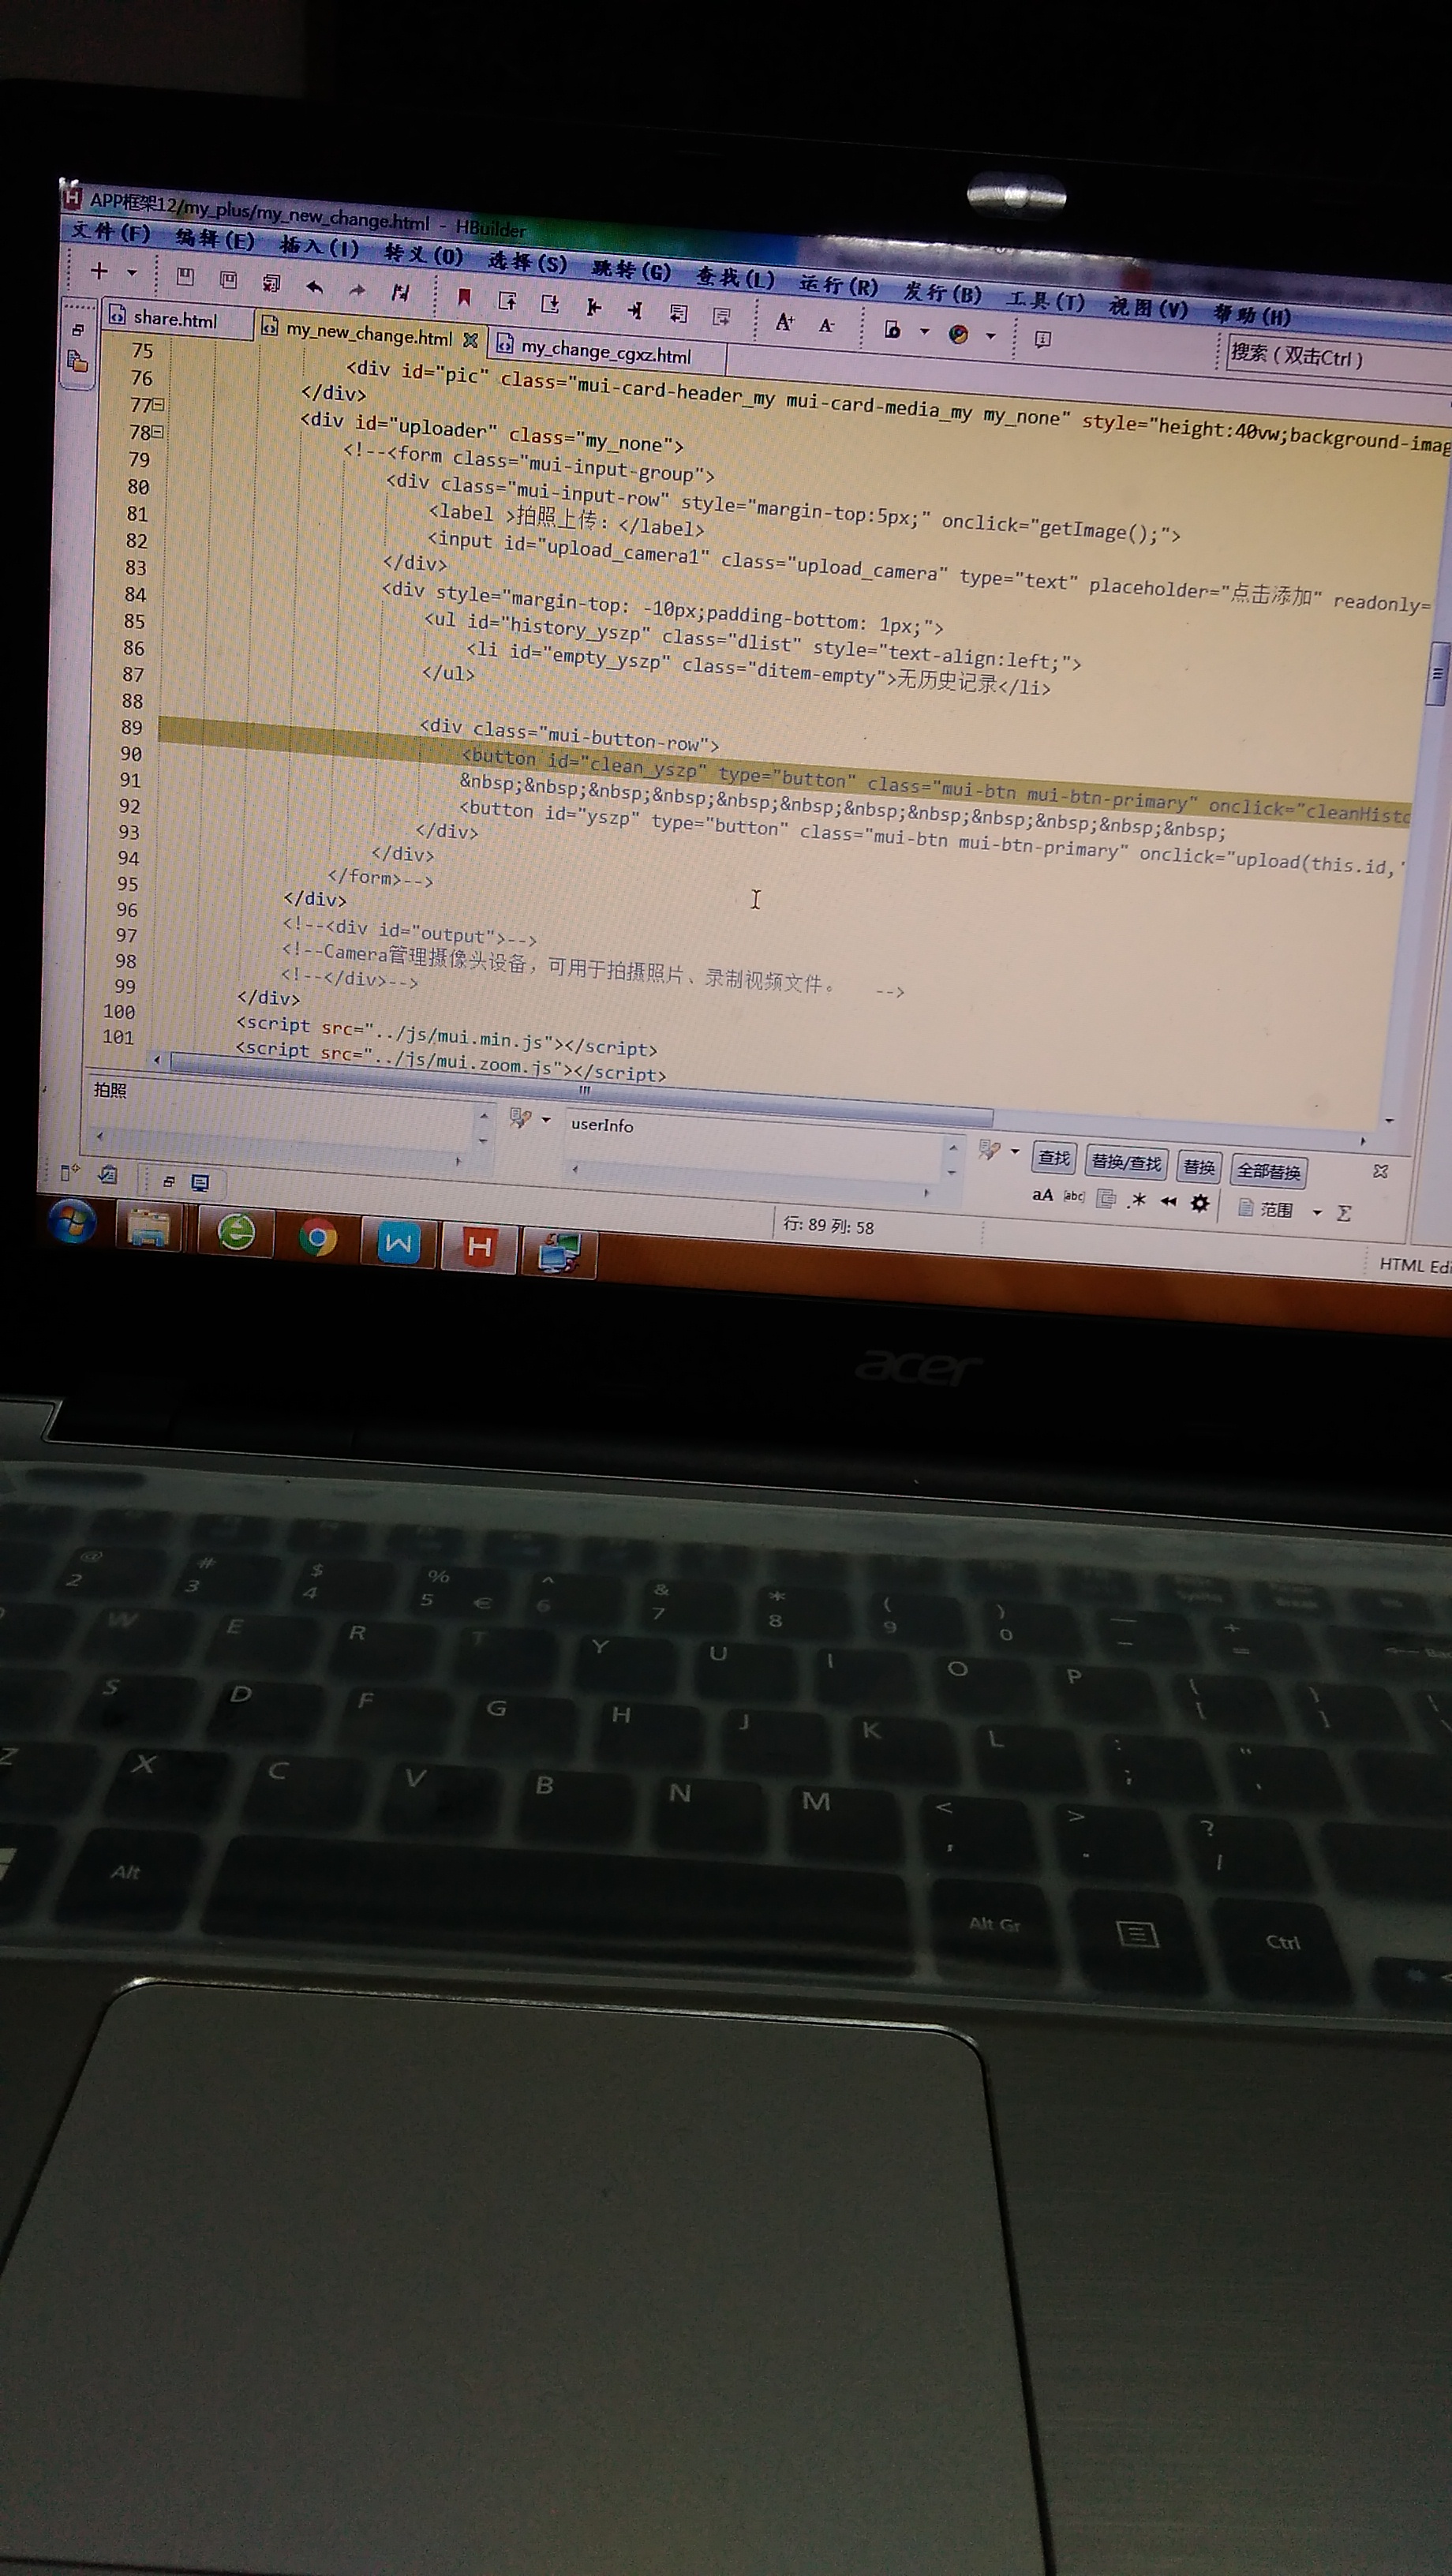 APP框架12/my_plus/my_new_change.html - HBuilder
文件(F) 编辑(E) 插入(I) 转义(O) 选择(S) 跳转(G) 查找(L) 运行(R) 发行(B) 工具(T) 视图(V) 帮助(H)
搜索(双击Ctrl)
share.html my_new_change.html my_change_cgxz.html
75 <div id="pic" class="mui-card-header_my mui-card-media_my my_none" style="height:40vw;background-imag
76 </div>
77 <div id="uploader" class="my_none">
78 <!--<form class="mui-input-group">
79 <div class="mui-input-row" style="margin-top:5px;" onclick="getImage();">
80 <label >拍照上传：</label>
81 <input id="upload_camera1" class="upload_camera" type="text" placeholder="点击添加" readonly=
82 </div>
83 <div style="margin-top: -10px;padding-bottom: 1px;">
84 <ul id="history_yszp" class="dlist" style="text-align:left;">
85 <li id="empty_yszp" class="ditem-empty">无历史记录</li>
86 </ul>
87
88 <div class="mui-button-row">
89 <button id="clean_yszp" type="button" class="mui-btn mui-btn-primary" onclick="cleanHisto
90 &nbsp;&nbsp;&nbsp;&nbsp;&nbsp;&nbsp;&nbsp;&nbsp;&nbsp;&nbsp;&nbsp;&nbsp;
91 <button id="yszp" type="button" class="mui-btn mui-btn-primary" onclick="upload(this.id,'
92 </div>
93 </div>
94 </form>-->
95 </div>
96 <!--<div id="output">-->
97 <!--Camera管理摄像头设备，可用于拍摄照片、录制视频文件。 -->
98 <!--</div>-->
99 </div>
100 <script src="../js/mui.min.js"></script>
101 <script src="../js/mui.zoom.js"></script>
拍照
userInfo
查找 替换/查找 替换 全部替换
范围
行: 89 列: 58
HTML Edi
acer
@ # $ % ^ & * ( ) — +
2 3 4 5 € 6 7 8 9 0 – =
W E R T Y U I O P { [ } ]
S D F G H J K L : ; " '
Z X C V B N M < , > . ? /
Alt Alt Gr Ctrl